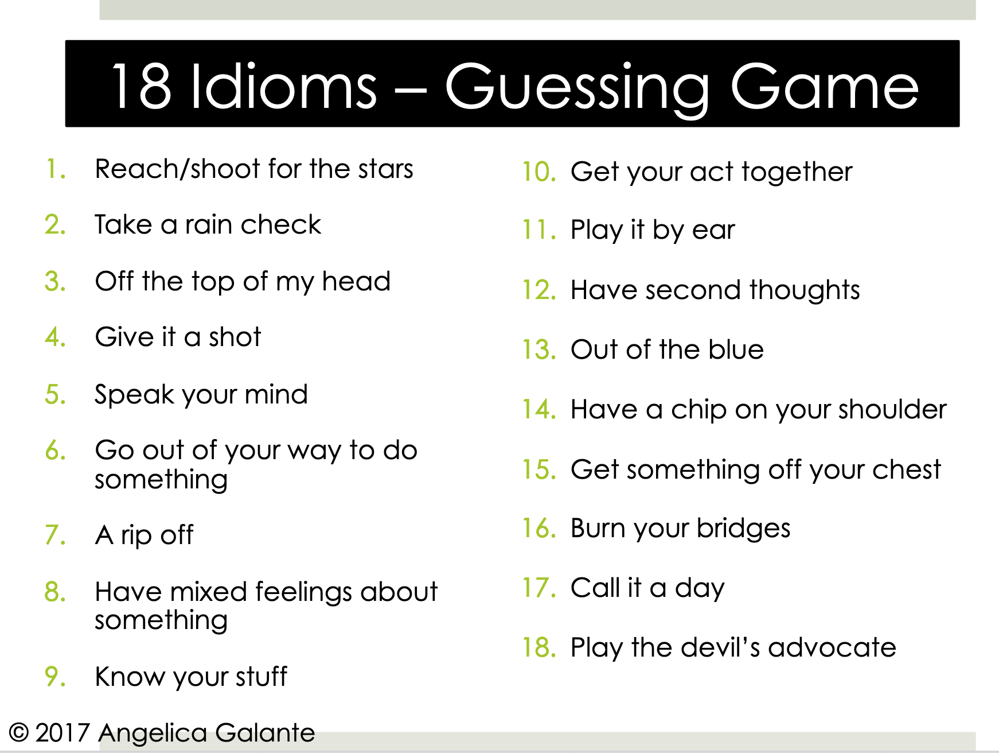 18 Idioms – Guessing Game
1. Reach/shoot for the stars
2. Take a rain check
3. Off the top of my head
4. Give it a shot
5. Speak your mind
6. Go out of your way to do
something
7. A rip off
8. Have mixed feelings about
something
9. Know your stuff
10. Get your act together
11. Play it by ear
12. Have second thoughts
13. Out of the blue
14. Have a chip on your shoulder
15. Get something off your chest
16. Burn your bridges
17. Call it a day
18. Play the devil’s advocate
© 2017 Angelica Galante